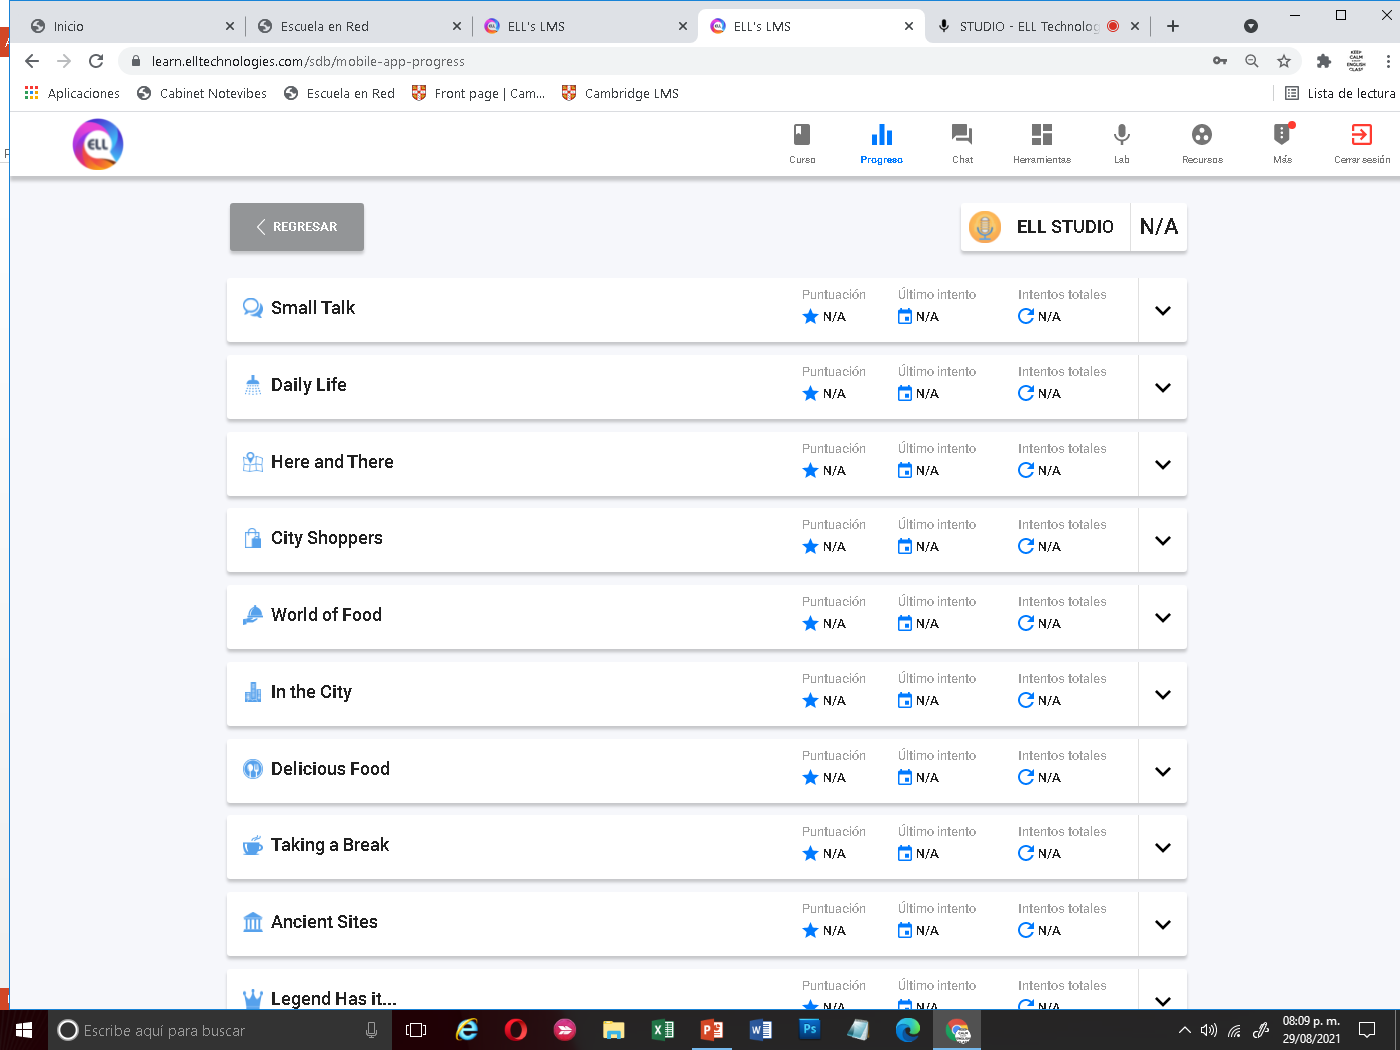 Inicio
Escuela en Red
ELL's LMS
ELL's LMS
STUDIO - ELL Technolog
learn.elltechnologies.com/sdb/mobile-app-progress
Aplicaciones
Cabinet Notevibes
Escuela en Red
Front page | Cam...
Cambridge LMS
Lista de lectura
ELL
Curso
Progreso
Chat
Herramientas
Lab
Recursos
Más
Cerrar sesión
REGRESAR
ELL STUDIO
N/A
Small Talk
Puntuación
N/A
Último intento
N/A
Intentos totales
N/A
Daily Life
Puntuación
N/A
Último intento
N/A
Intentos totales
N/A
Here and There
Puntuación
N/A
Último intento
N/A
Intentos totales
N/A
City Shoppers
Puntuación
N/A
Último intento
N/A
Intentos totales
N/A
World of Food
Puntuación
N/A
Último intento
N/A
Intentos totales
N/A
In the City
Puntuación
N/A
Último intento
N/A
Intentos totales
N/A
Delicious Food
Puntuación
N/A
Último intento
N/A
Intentos totales
N/A
Taking a Break
Puntuación
N/A
Último intento
N/A
Intentos totales
N/A
Ancient Sites
Puntuación
N/A
Último intento
N/A
Intentos totales
N/A
Legend Has it...
Puntuación
N/A
Último intento
N/A
Intentos totales
N/A
Escribe aquí para buscar
08:09 p. m.
29/08/2021